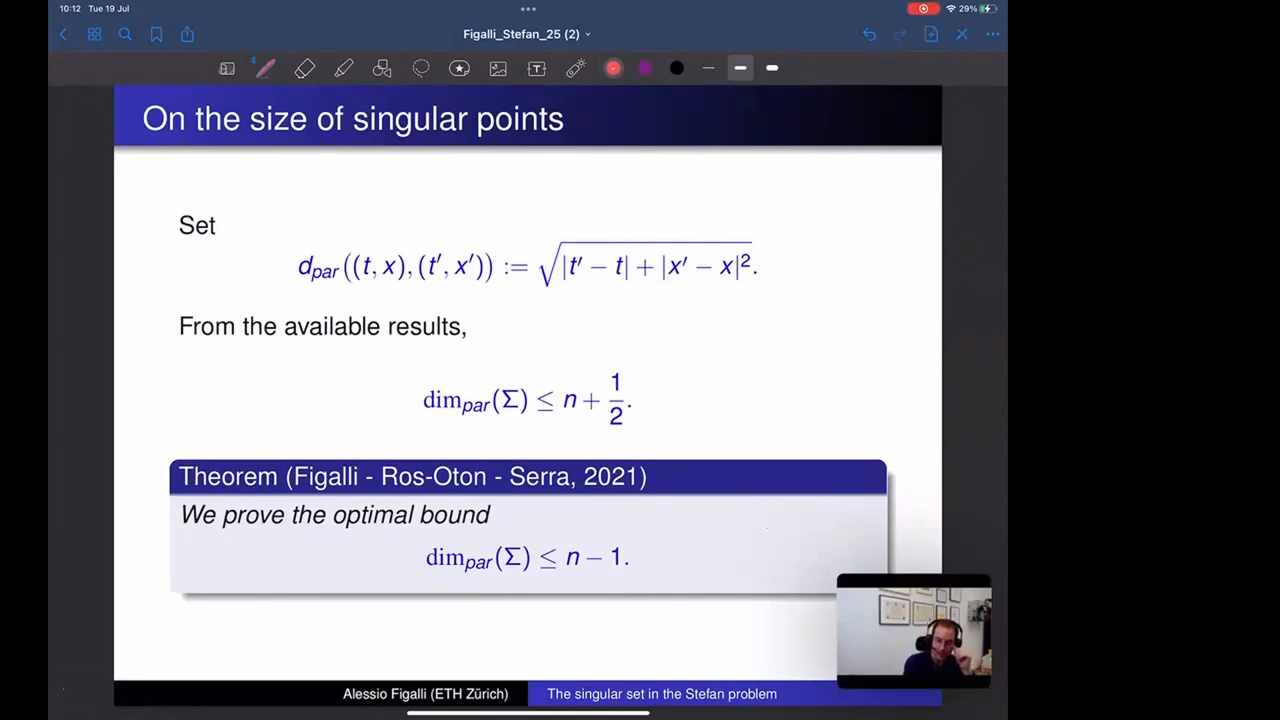 10:12 Tue 19 Jul
29%
Figalli_Stefan_25 (2)
On the size of singular points
Set
d_par((t, x), (t′, x′)) := √|t′ − t| + |x′ − x|².
From the available results,
dim_par(Σ) ≤ n + 1/2.
Theorem (Figalli - Ros-Oton - Serra, 2021)
We prove the optimal bound
dim_par(Σ) ≤ n − 1.
Alessio Figalli (ETH Zürich)
The singular set in the Stefan problem